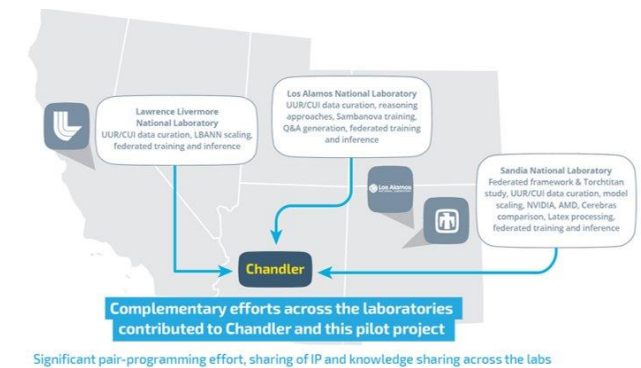 Lawrence Livermore
National Laboratory
UUR/CUI data curation, LBANN scaling,
federated training and inference
Los Alamos National Laboratory
UUR/CUI data curation, reasoning
approaches, Sambanova training,
Q&A generation, federated training
and inference
Los Alamos
Sandia National Laboratory
Federated framework & Torchtitan
study, UUR/CUI data curation, model
scaling, NVIDIA, AMD, Cerebras
comparison, Latex processing,
federated training and inference
Chandler
Complementary efforts across the laboratories
contributed to Chandler and this pilot project
Significant pair-programming effort, sharing of IP and knowledge sharing across the labs